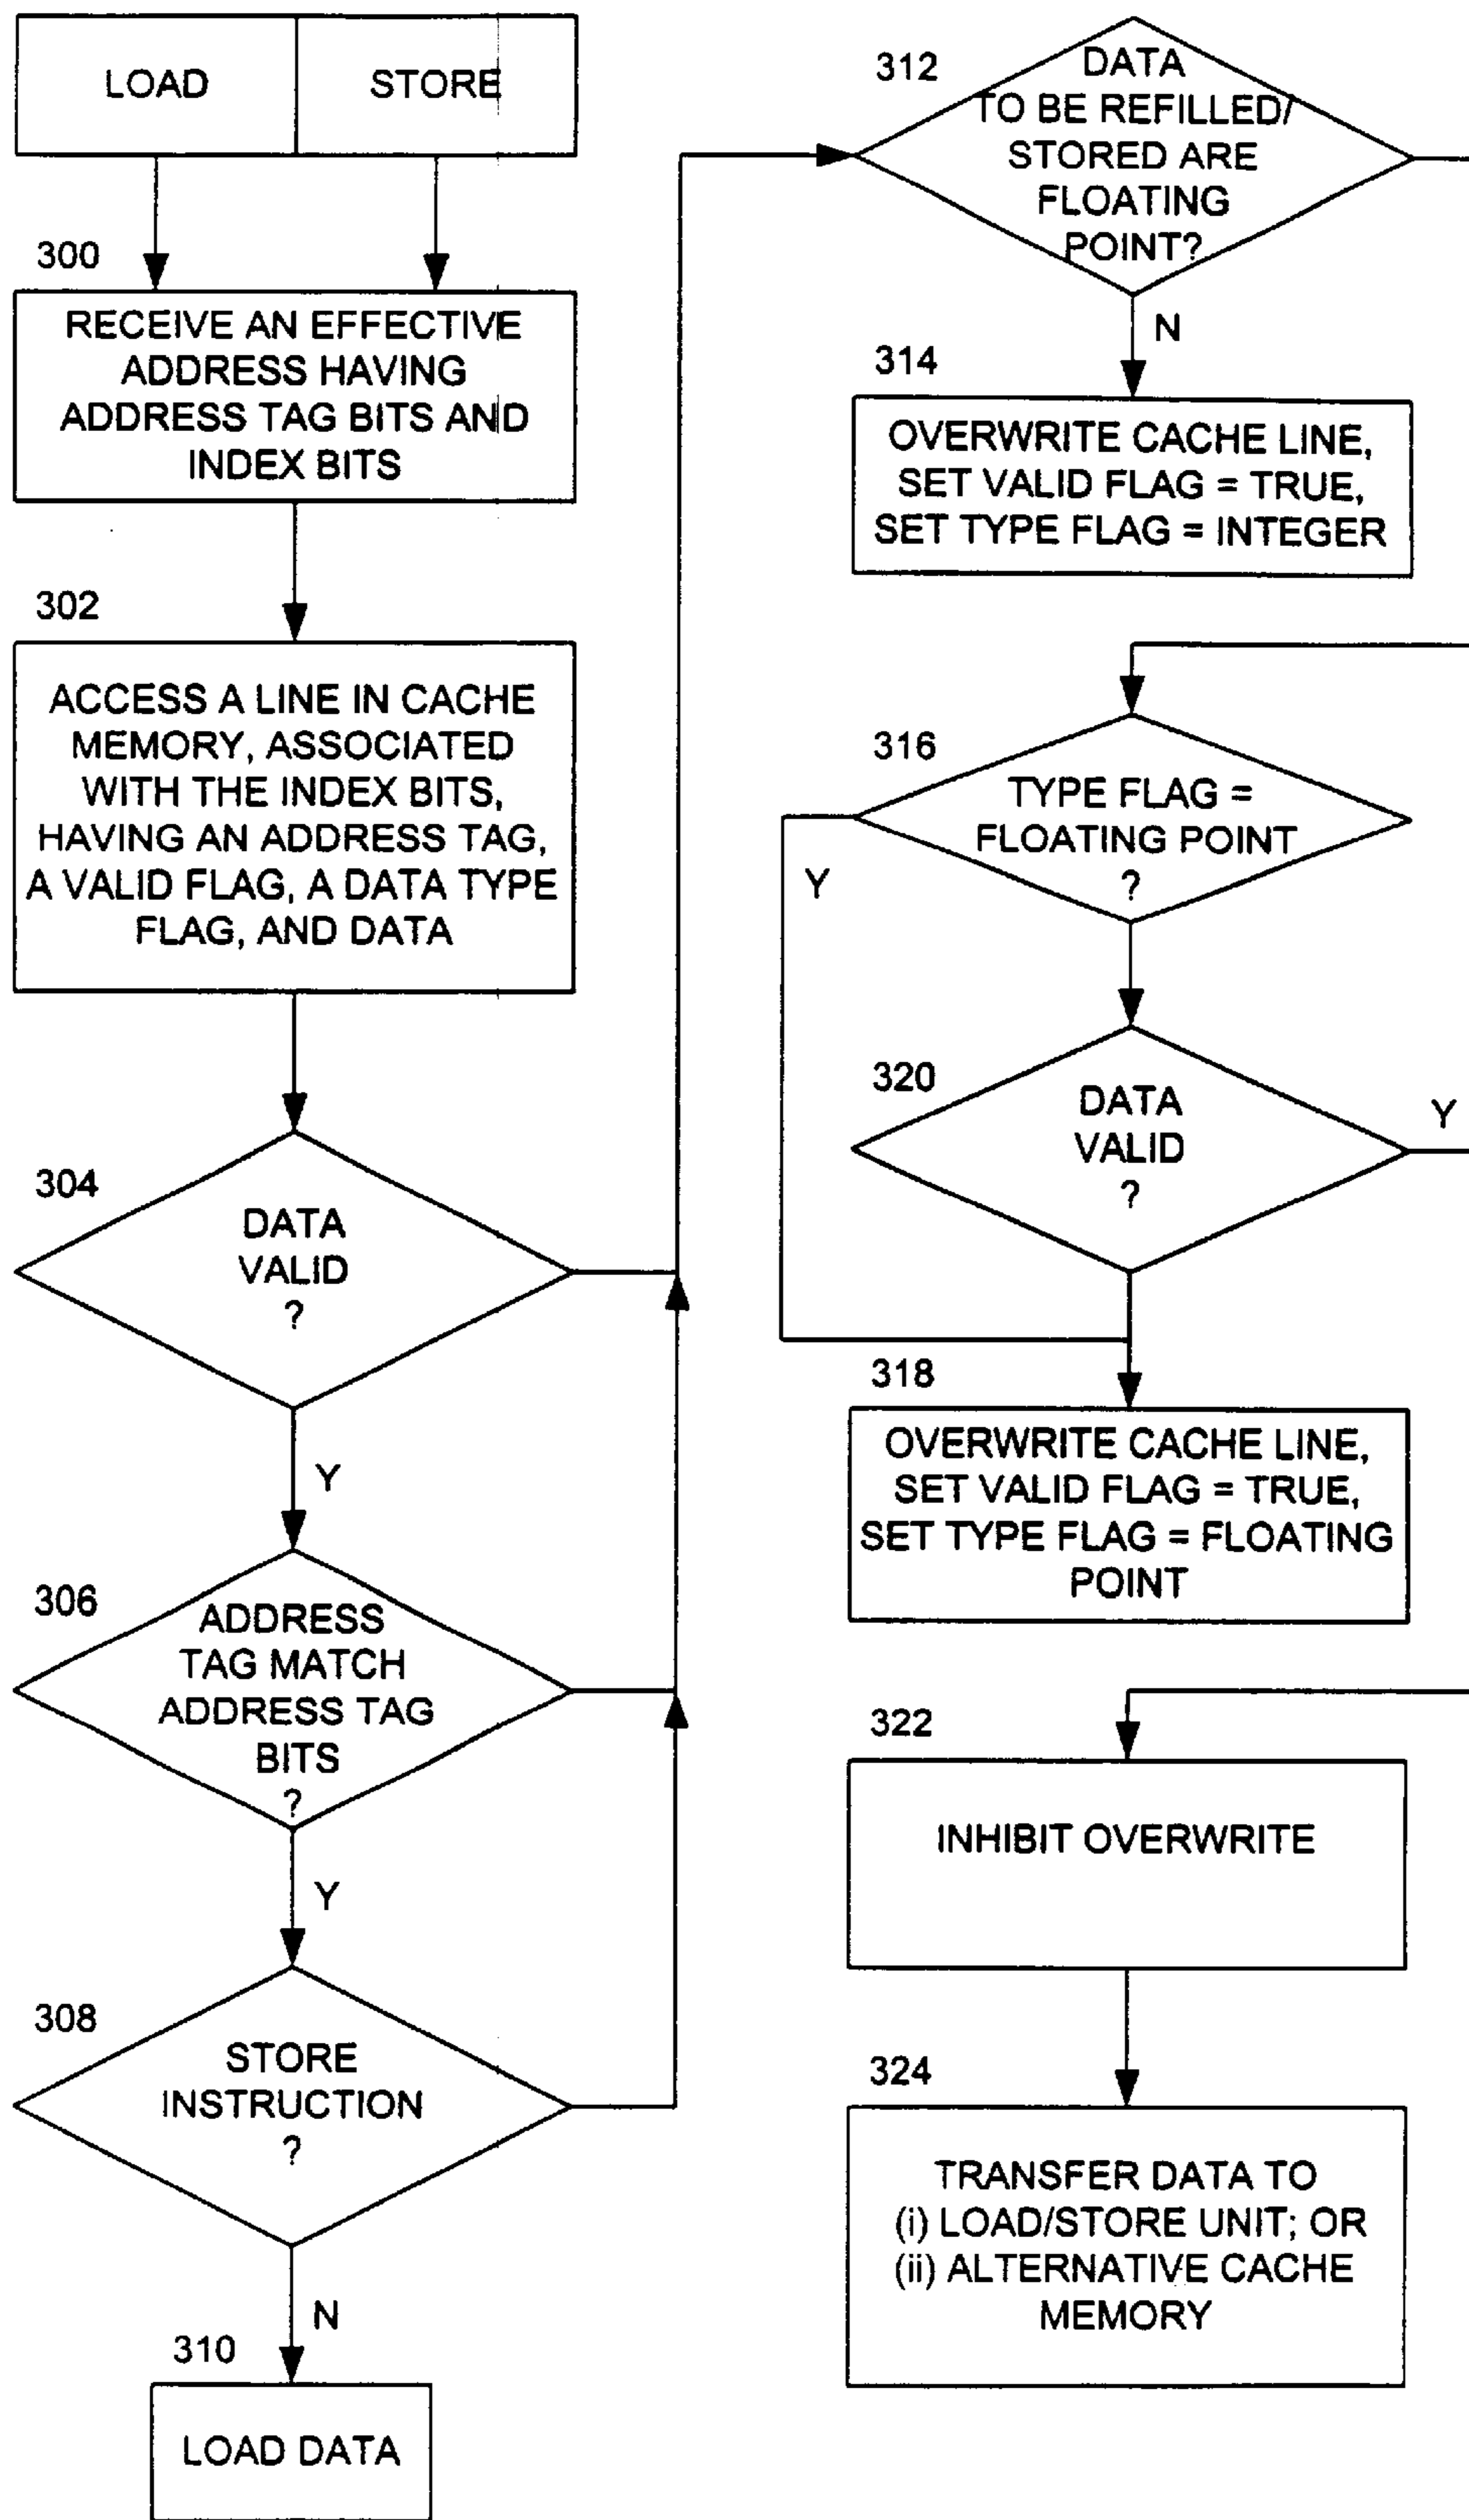 LOAD
STORE
300
RECEIVE AN EFFECTIVE
ADDRESS HAVING
ADDRESS TAG BITS AND
INDEX BITS
302
ACCESS A LINE IN CACHE
MEMORY, ASSOCIATED
WITH THE INDEX BITS,
HAVING AN ADDRESS TAG,
A VALID FLAG, A DATA TYPE
FLAG, AND DATA
304
DATA
VALID
?
Y
306
ADDRESS
TAG MATCH
ADDRESS TAG
BITS
?
Y
308
STORE
INSTRUCTION
?
N
310
LOAD DATA
312
DATA
TO BE REFILLED/
STORED ARE
FLOATING
POINT?
N
314
OVERWRITE CACHE LINE,
SET VALID FLAG = TRUE,
SET TYPE FLAG = INTEGER
316
TYPE FLAG =
FLOATING POINT
?
Y
320
DATA
VALID
?
Y
318
OVERWRITE CACHE LINE,
SET VALID FLAG = TRUE,
SET TYPE FLAG = FLOATING
POINT
322
INHIBIT OVERWRITE
324
TRANSFER DATA TO
(i) LOAD/STORE UNIT; OR
(ii) ALTERNATIVE CACHE
MEMORY